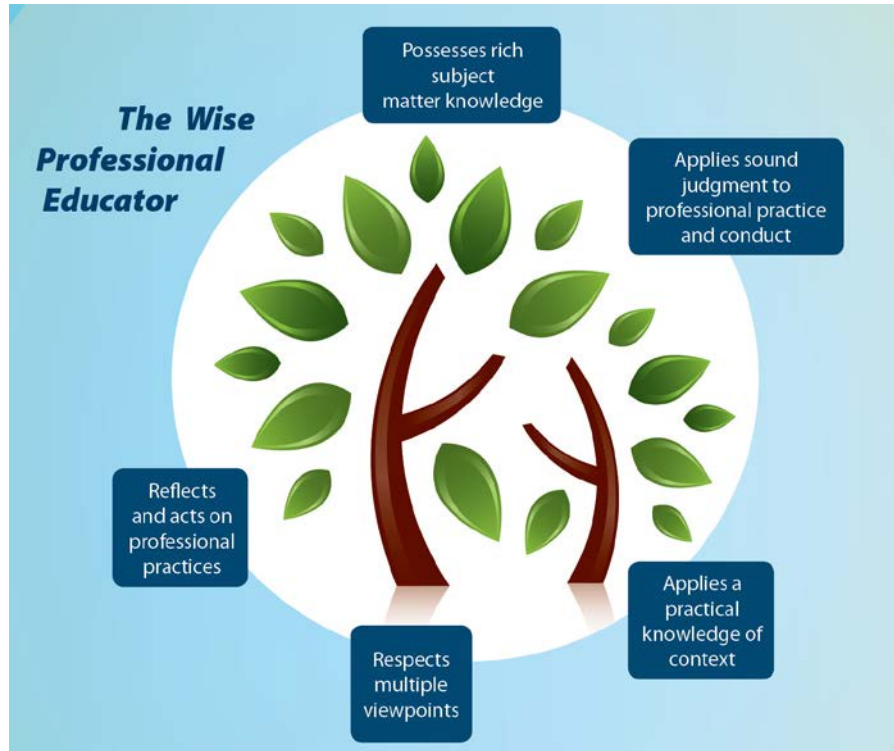 The Wise
Professional
Educator
Possesses rich
subject
matter knowledge
Applies sound
judgment to
professional practice
and conduct
Applies a
practical
knowledge of
context
Respects
multiple
viewpoints
Reflects
and acts on
professional
practices